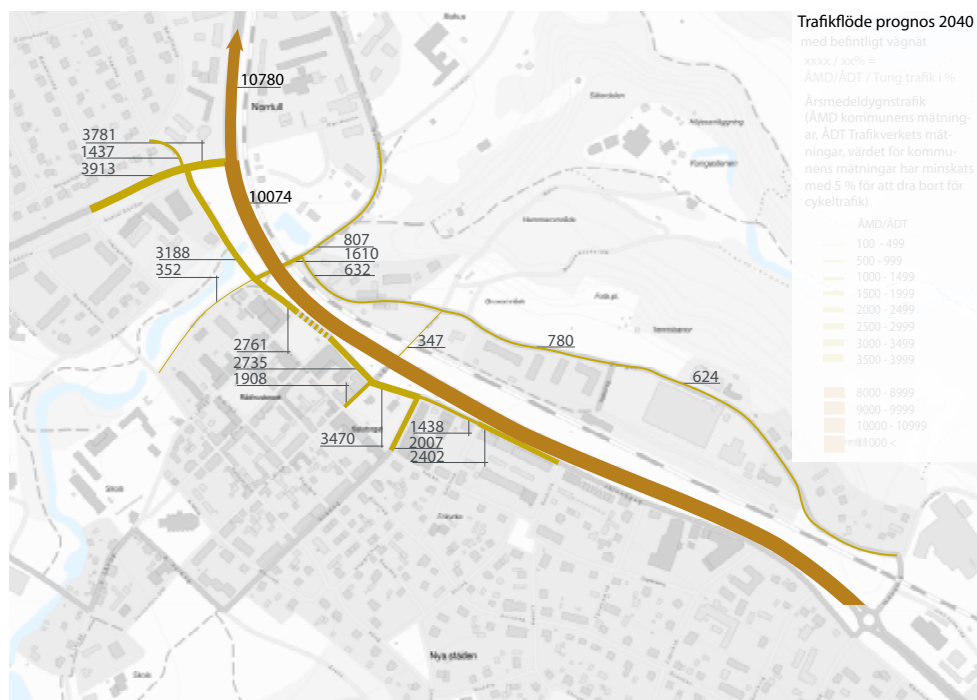 Trafikflöde prognos 2040
med befintligt vägnät
xxxx / xx% =
ÅMD/ÅDT / Tung trafik i %
Årsmedeldygnstrafik
(ÅMD kommunens mätning-
ar, ÅDT Trafikverkets mät-
ningar, värdet för kommu-
nens mätningar har minskats
med 5 % för att dra bort för
cykeltrafik)
ÅMD/ÅDT
100 - 499
500 - 999
1000 - 1499
1500 - 1999
2000 - 2499
2500 - 2999
3000 - 3499
3500 - 3999
8000 - 8999
9000 - 9999
10000 - 10999
11000 <
10780
Norrtull
3781
1437
3913
10074
807
1610
632
3188
352
2761
2735
1908
347
780
624
3470
1438
2007
2402
Skola
Nya staden
Skola